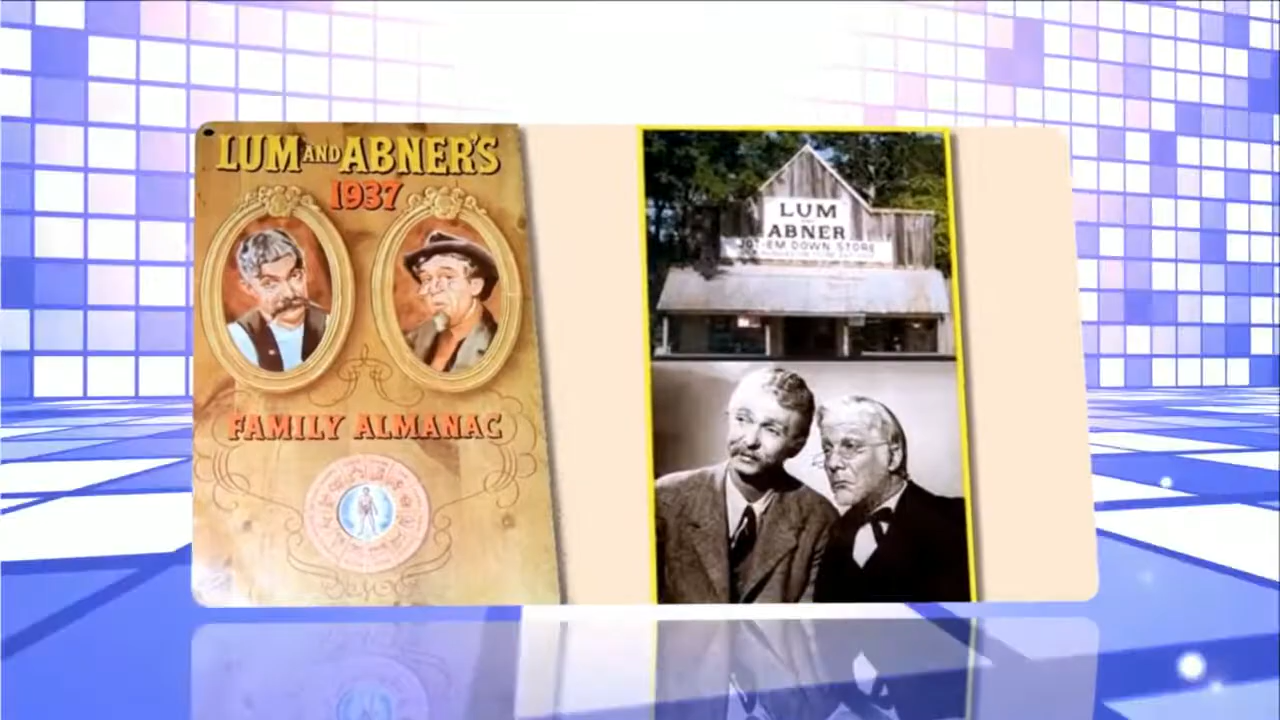 LUM AND ABNER'S
1937
FAMILY ALMANAC
LUM
AND
ABNER
JOT-EM DOWN STORE